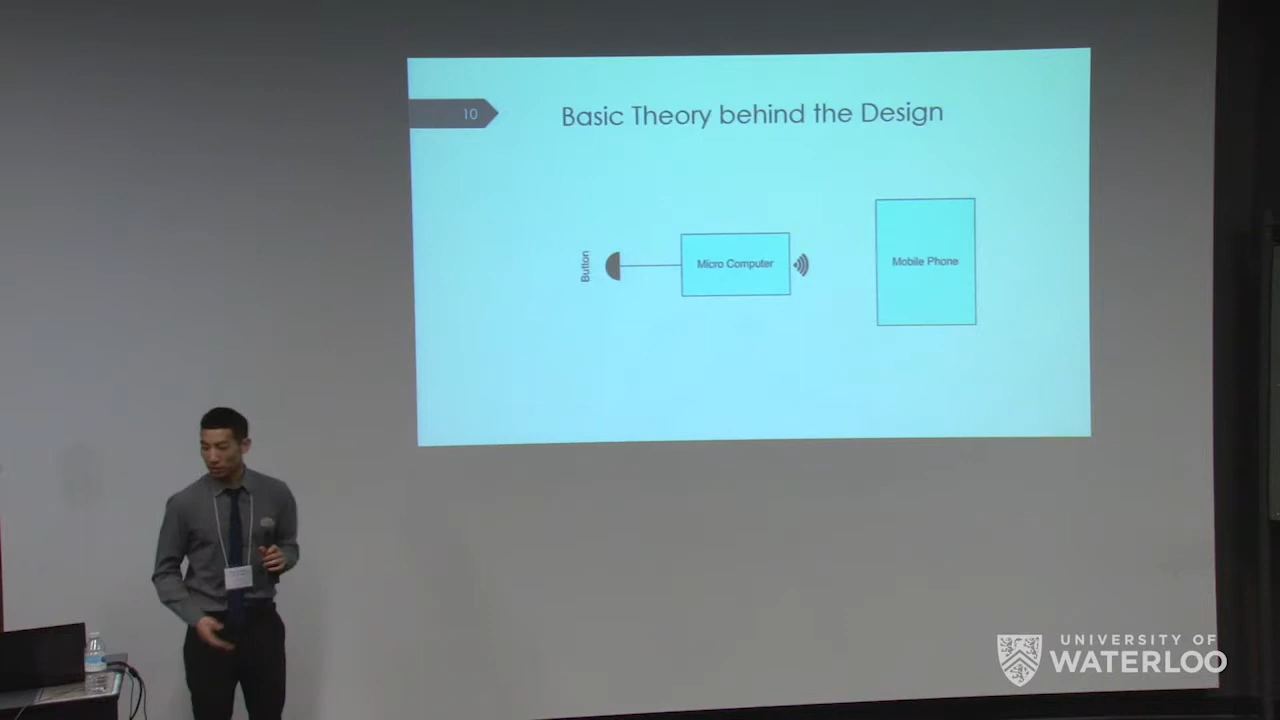 10
Basic Theory behind the Design
Button
Micro Computer
Mobile Phone
UNIVERSITY OF
WATERLOO